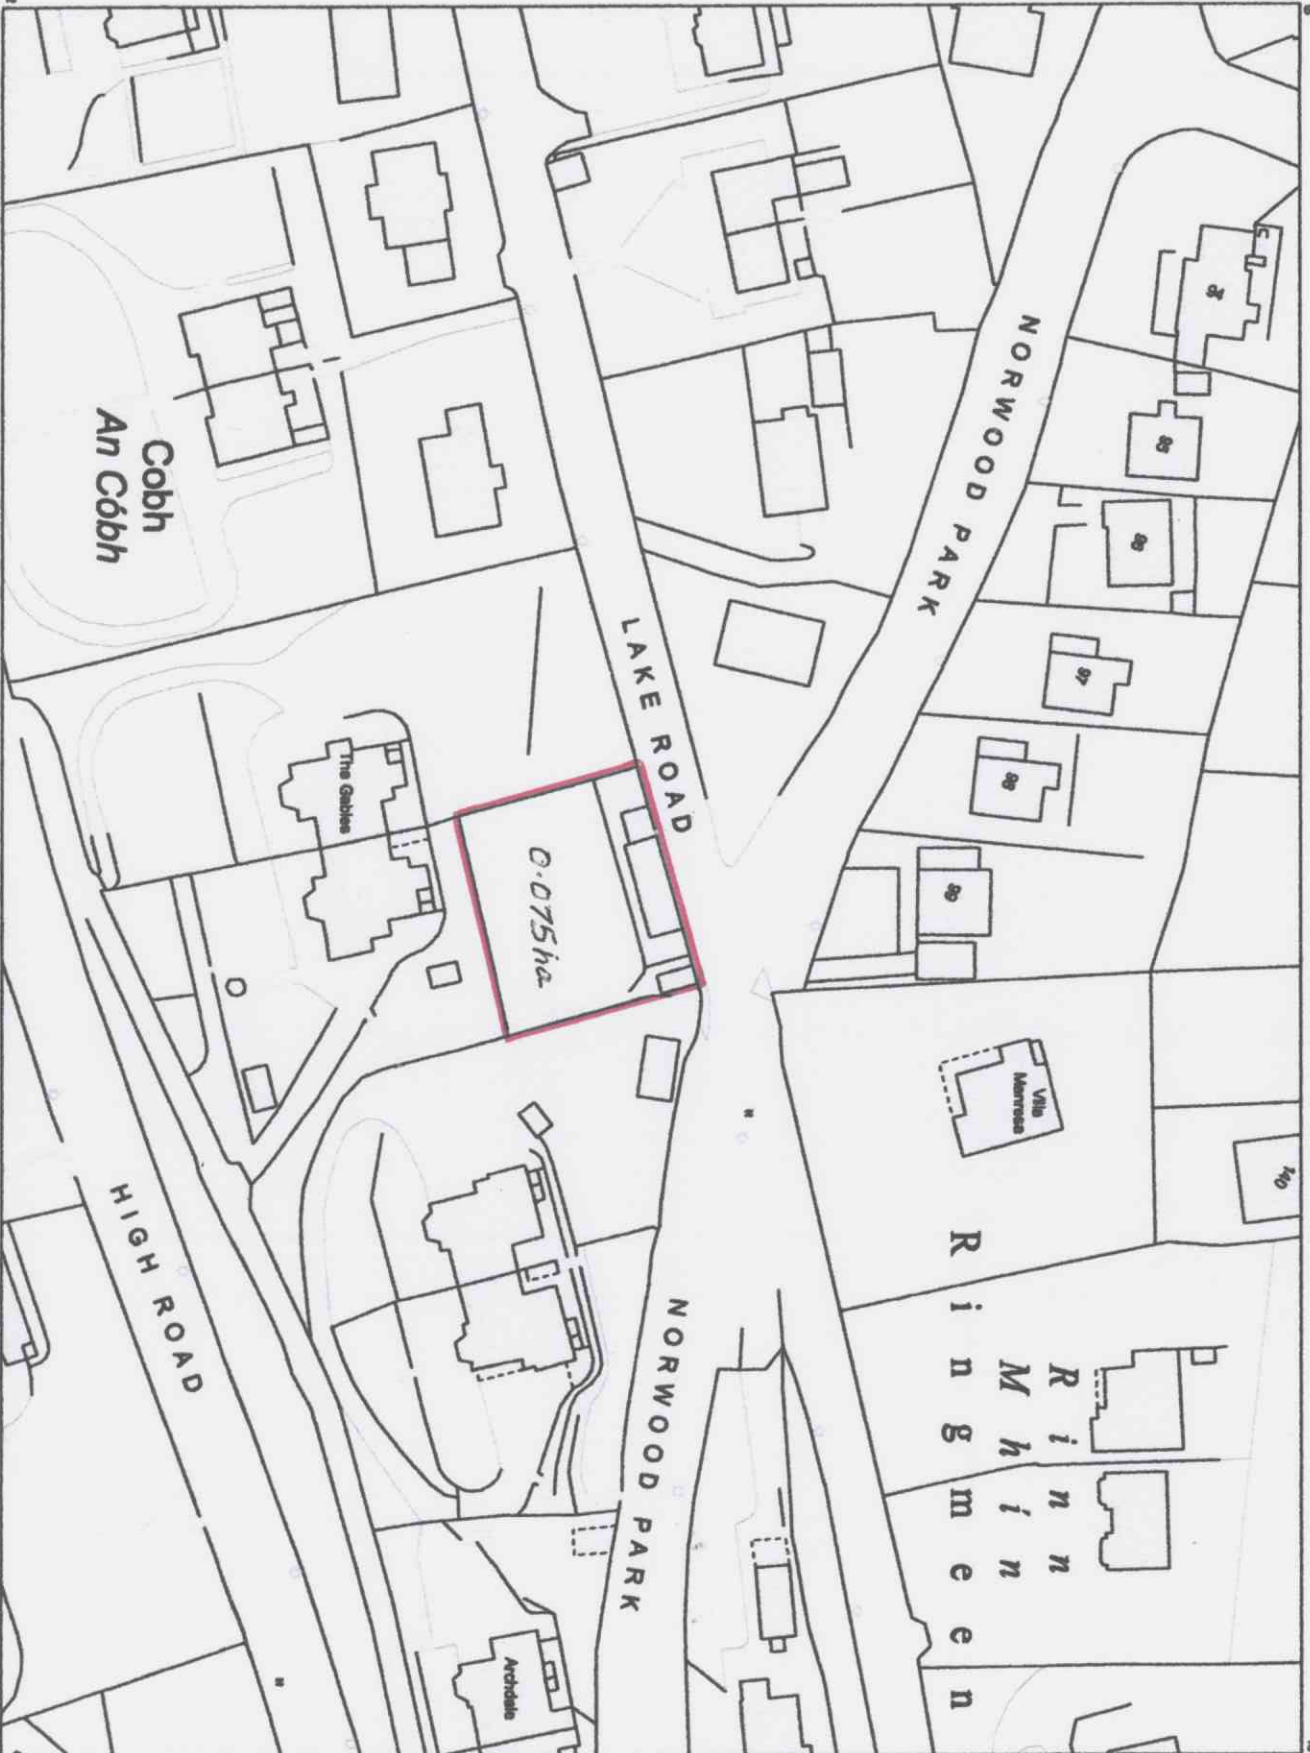 NORWOOD PARK
LAKE ROAD
Cobh
An Cóbh
The Gables
0.075ha
97
98
99
Villa
Manresa
140
Ringmeen
Rinn
Mhín
HIGH ROAD
NORWOOD PARK
Archdale